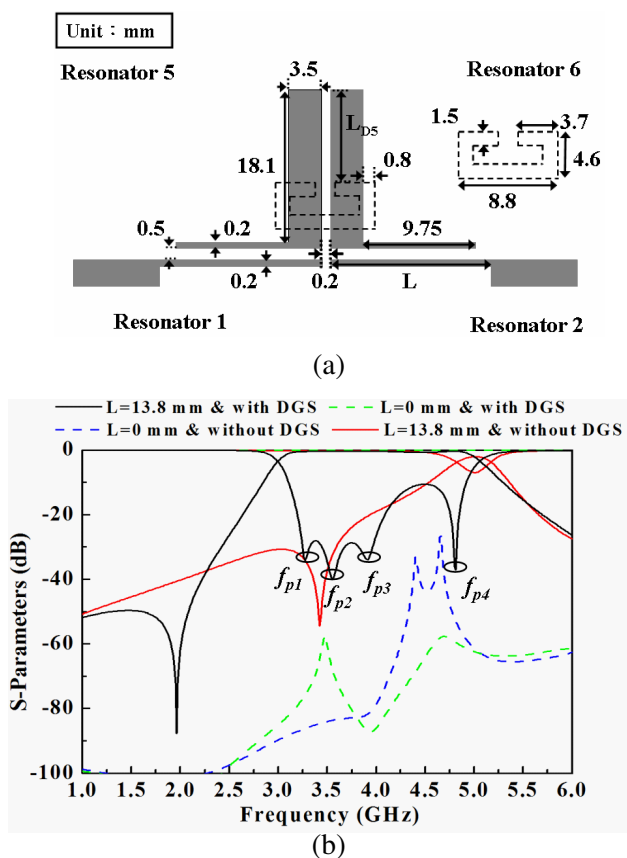 Unit : mm
Resonator 5
Resonator 6
3.5
L_D5
18.1
0.8
1.5
3.7
4.6
8.8
0.5
0.2
9.75
0.2
0.2
L
Resonator 1
Resonator 2
(a)
L=13.8 mm & with DGS
L=0 mm & with DGS
L=0 mm & without DGS
L=13.8 mm & without DGS
S-Parameters (dB)
0
-20
-40
-60
-80
-100
f_p1
f_p2
f_p3
f_p4
1.0 1.5 2.0 2.5 3.0 3.5 4.0 4.5 5.0 5.5 6.0
Frequency (GHz)
(b)